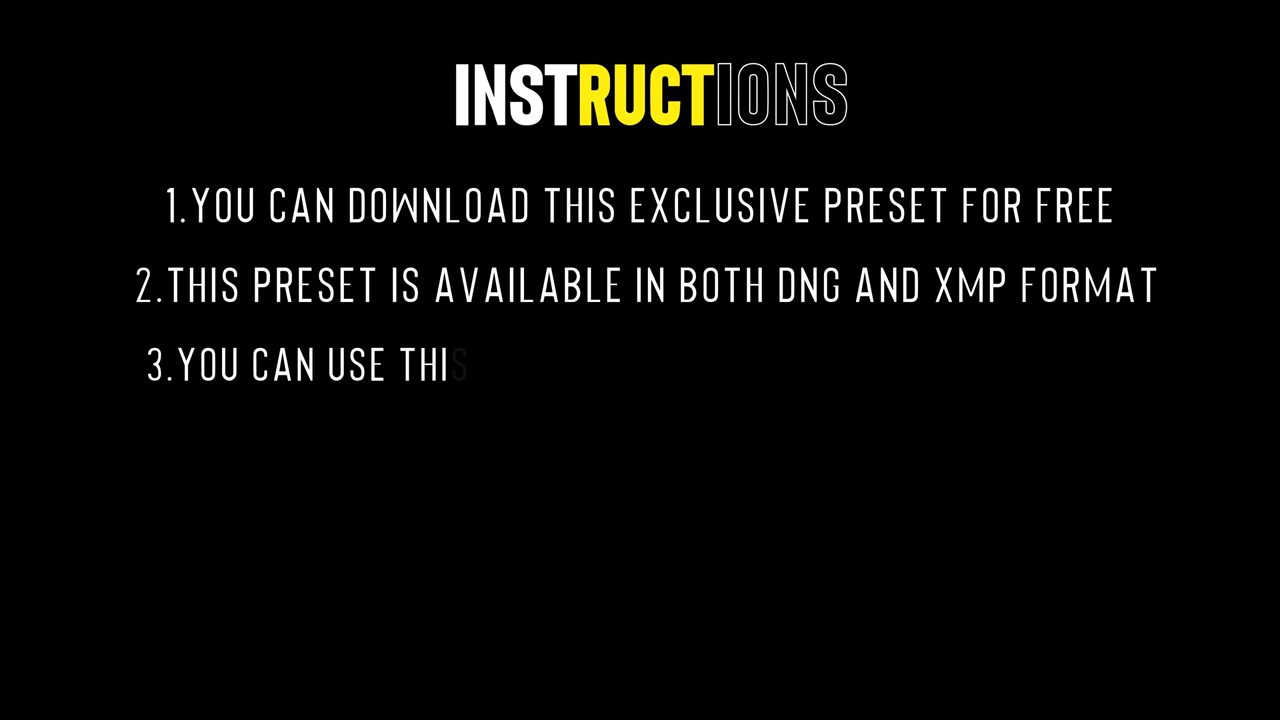 INSTRUCTIONS
1.YOU CAN DOWNLOAD THIS EXCLUSIVE PRESET FOR FREE
2.THIS PRESET IS AVAILABLE IN BOTH DNG AND XMP FORMAT
3.YOU CAN USE THIS